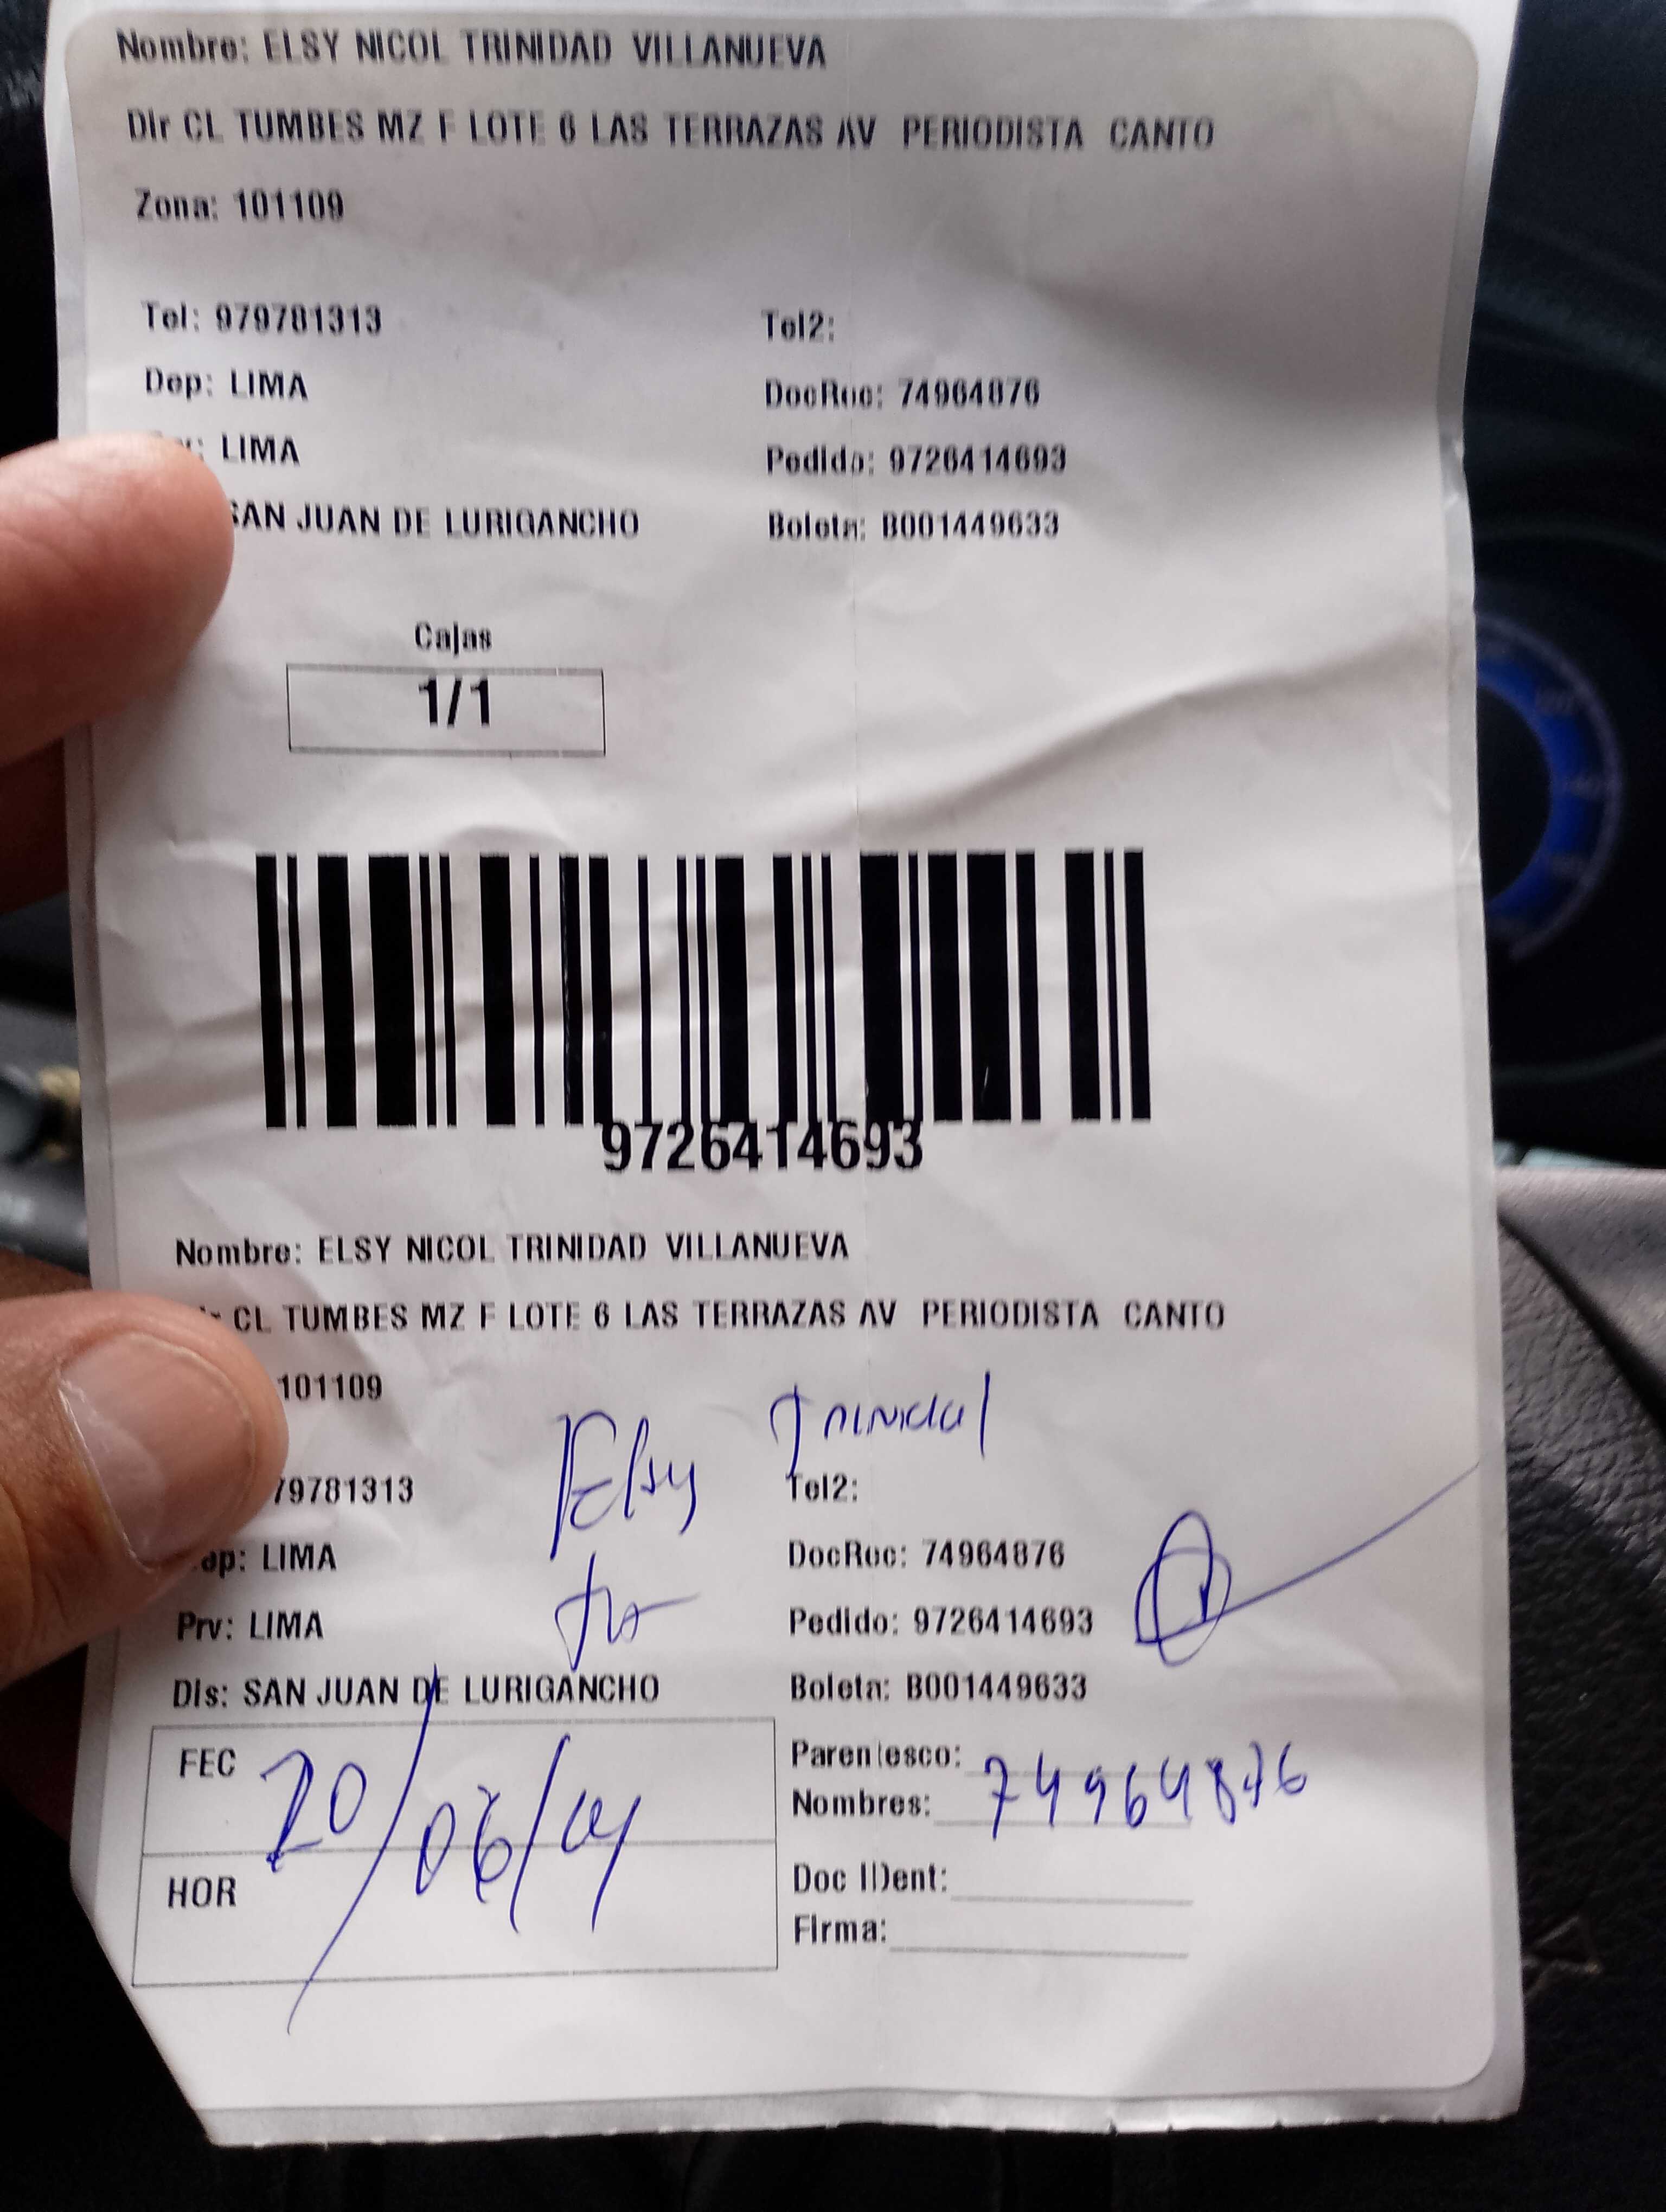 Nombre: ELSY NICOL TRINIDAD VILLANUEVA
Dir CL TUMBES MZ F LOTE 6 LAS TERRAZAS AV PERIODISTA CANTO
Zona: 101109
Tel: 979781313 Tel2:
Dep: LIMA DocRec: 74964876
LIMA Pedido: 9726414693
SAN JUAN DE LURIGANCHO Boleta: B001449633
Cajas
1/1
9726414693
Nombre: ELSY NICOL TRINIDAD VILLANUEVA
CL TUMBES MZ F LOTE 6 LAS TERRAZAS AV PERIODISTA CANTO
101109
Elsy Trinidad
79781313 Tel2:
ep: LIMA DocRec: 74964876
Prv: LIMA Pedido: 9726414693
Dis: SAN JUAN DE LURIGANCHO Boleta: B001449633
FEC 20/06/ Parentesco:
Nombres: 74964876
HOR Doc IDent:
Firma: